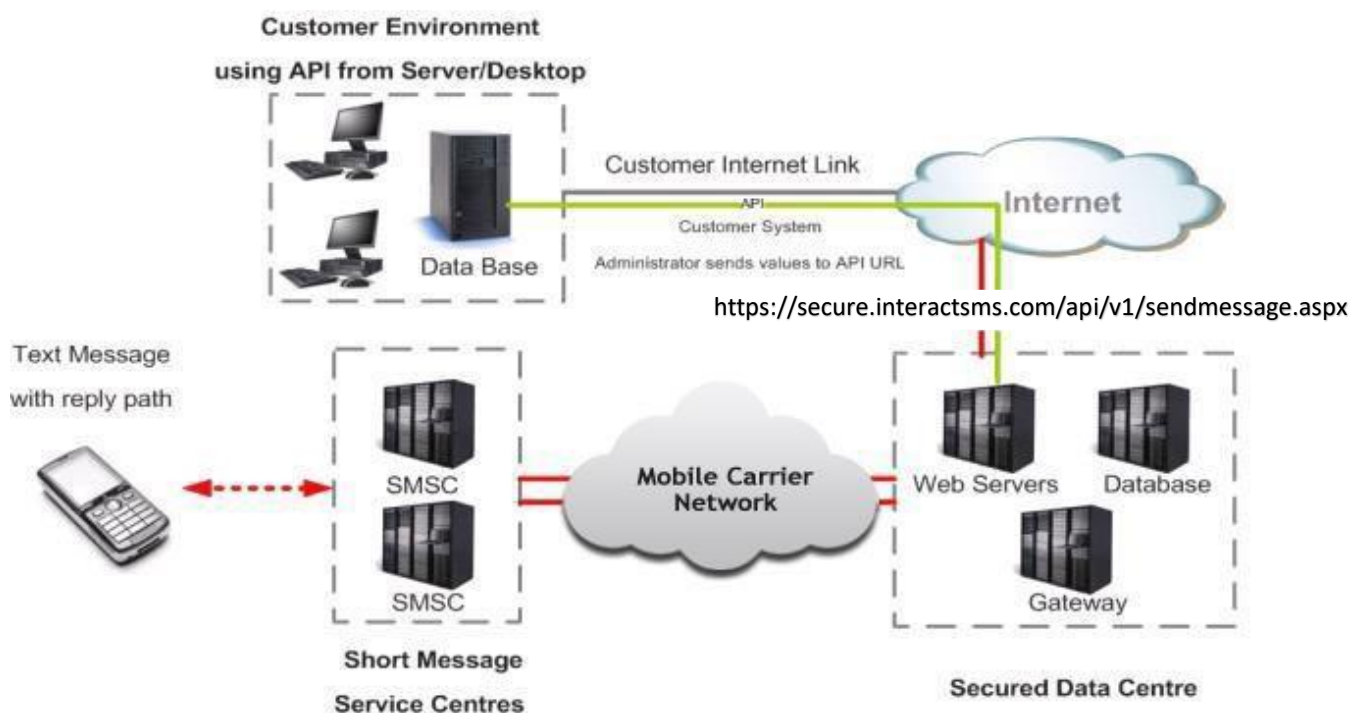 Customer Environment
using API from Server/Desktop
Data Base
Customer Internet Link
API
Customer System
Administrator sends values to API URL
Internet
https://secure.interactsms.com/api/v1/sendmessage.aspx
Text Message
with reply path
SMSC
SMSC
Short Message
Service Centres
Mobile Carrier
Network
Web Servers
Database
Gateway
Secured Data Centre